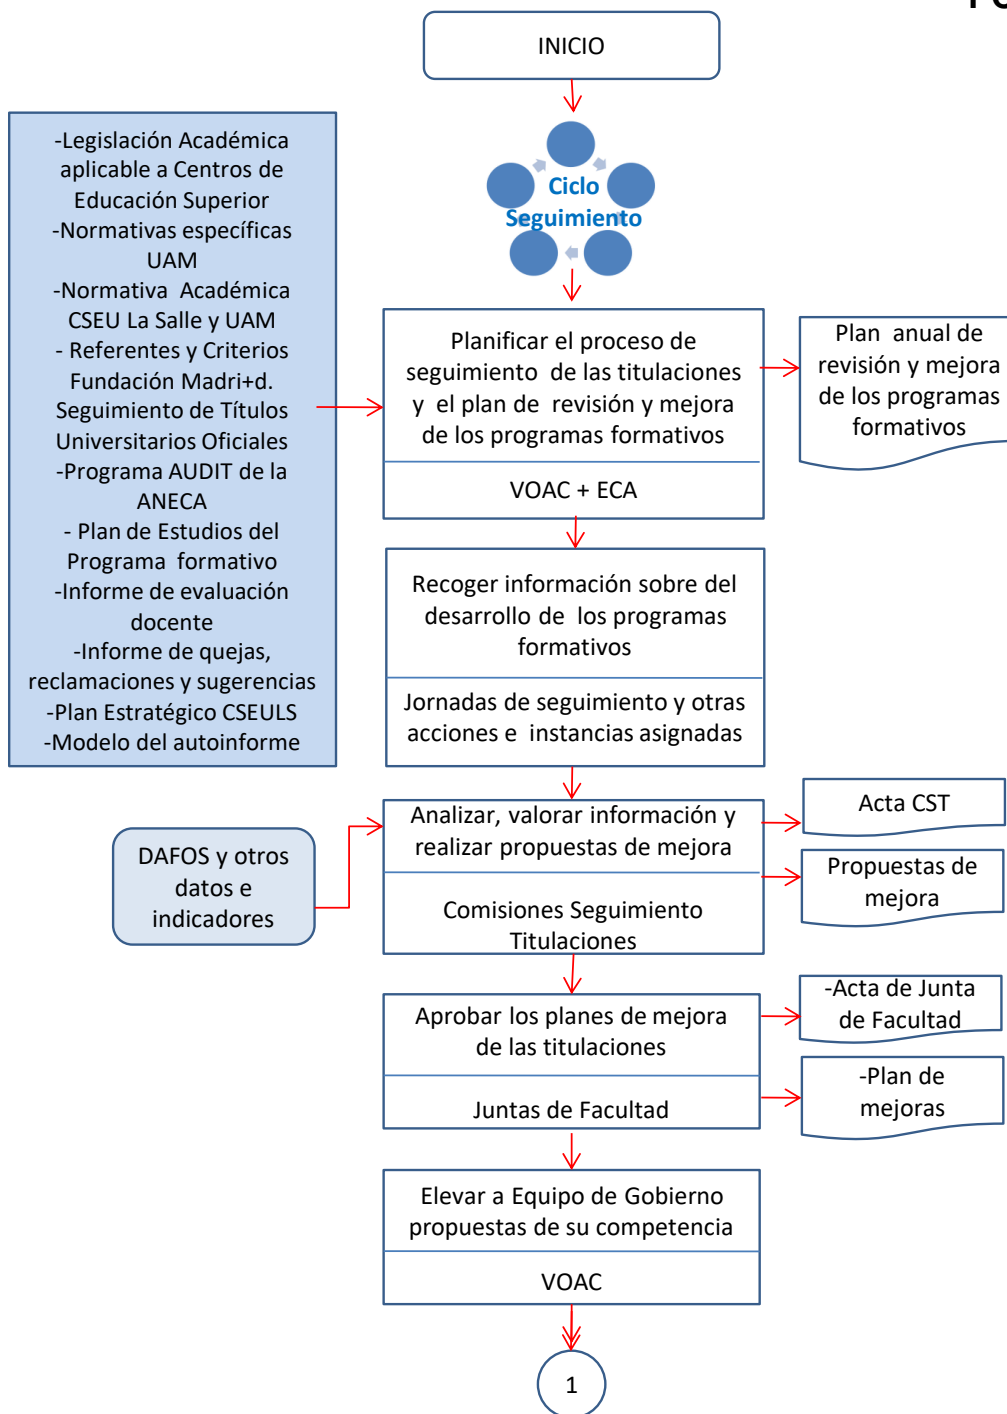 INICIO
Ciclo
Seguimiento
-Legislación Académica
aplicable a Centros de
Educación Superior
-Normativas específicas
UAM
-Normativa Académica
CSEU La Salle y UAM
- Referentes y Criterios
Fundación Madri+d.
Seguimiento de Títulos
Universitarios Oficiales
-Programa AUDIT de la
ANECA
- Plan de Estudios del
Programa formativo
-Informe de evaluación
docente
-Informe de quejas,
reclamaciones y sugerencias
-Plan Estratégico CSEULS
-Modelo del autoinforme
Planificar el proceso de
seguimiento de las titulaciones
y el plan de revisión y mejora
de los programas formativos
VOAC + ECA
Plan anual de
revisión y mejora
de los programas
formativos
Recoger información sobre del
desarrollo de los programas
formativos
Jornadas de seguimiento y otras
acciones e instancias asignadas
DAFOS y otros
datos e
indicadores
Analizar, valorar información y
realizar propuestas de mejora
Comisiones Seguimiento
Titulaciones
Acta CST
Propuestas de
mejora
Aprobar los planes de mejora
de las titulaciones
Juntas de Facultad
-Acta de Junta
de Facultad
-Plan de
mejoras
Elevar a Equipo de Gobierno
propuestas de su competencia
VOAC
1